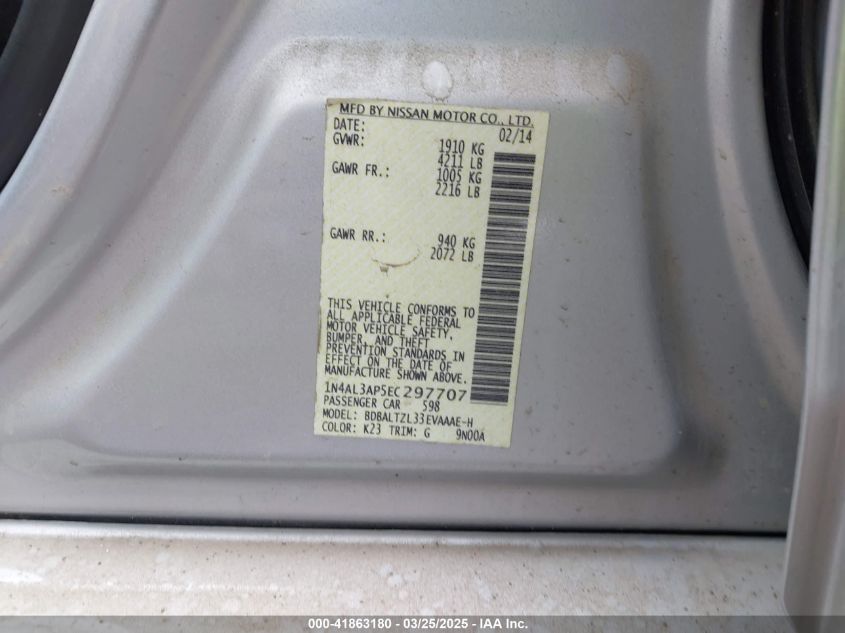 MFD BY NISSAN MOTOR CO., LTD.
DATE: 02/14
GVWR: 1910 KG
4211 LB
GAWR FR.: 1005 KG
2216 LB
GAWR RR.: 940 KG
2072 LB
THIS VEHICLE CONFORMS TO
ALL APPLICABLE FEDERAL
MOTOR VEHICLE SAFETY,
BUMPER, AND THEFT
PREVENTION STANDARDS IN
EFFECT ON THE DATE OF
MANUFACTURE SHOWN ABOVE.
1N4AL3AP5EC297707
PASSENGER CAR 598
MODEL: BDBALTZL33EVAAAE-H
COLOR: K23 TRIM: G 9N00A
000-41863180 — 03/25/2025 — IAA Inc.